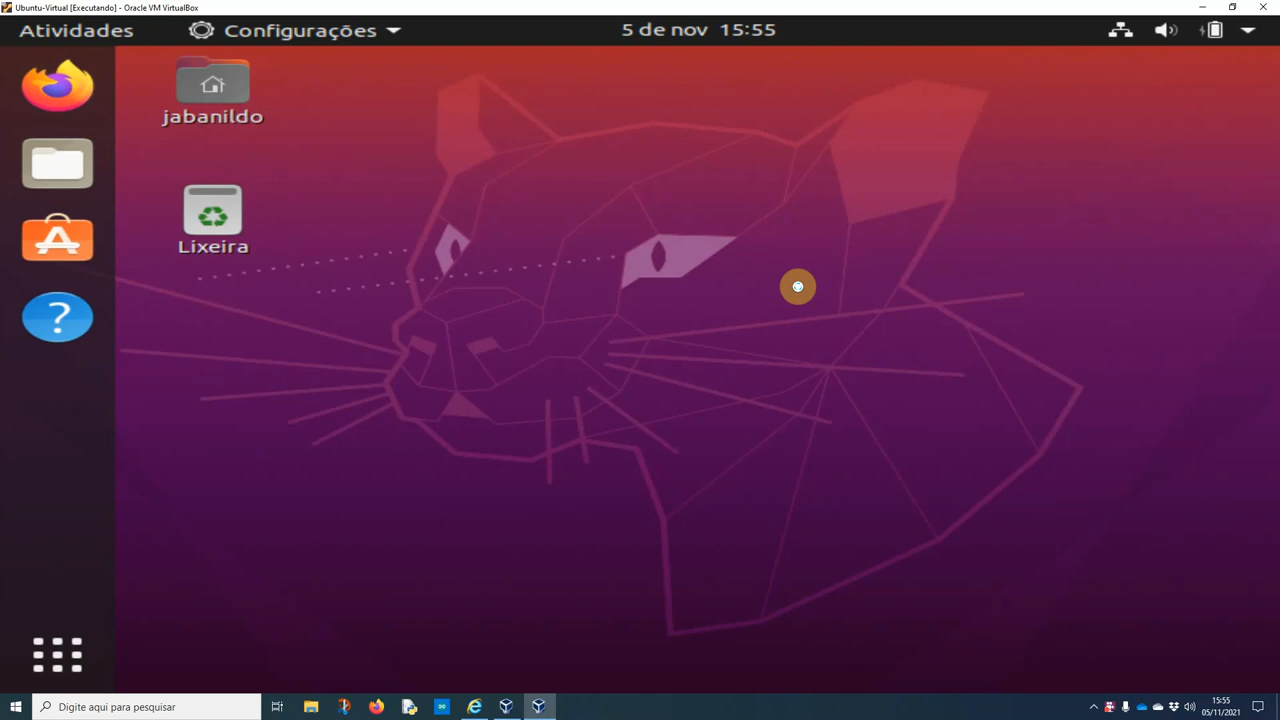 Ubuntu-Virtual [Executando] - Oracle VM VirtualBox
Atividades
Configurações
5 de nov 15:55
jabanildo
Lixeira
?
Digite aqui para pesquisar
15:55
05/11/2021